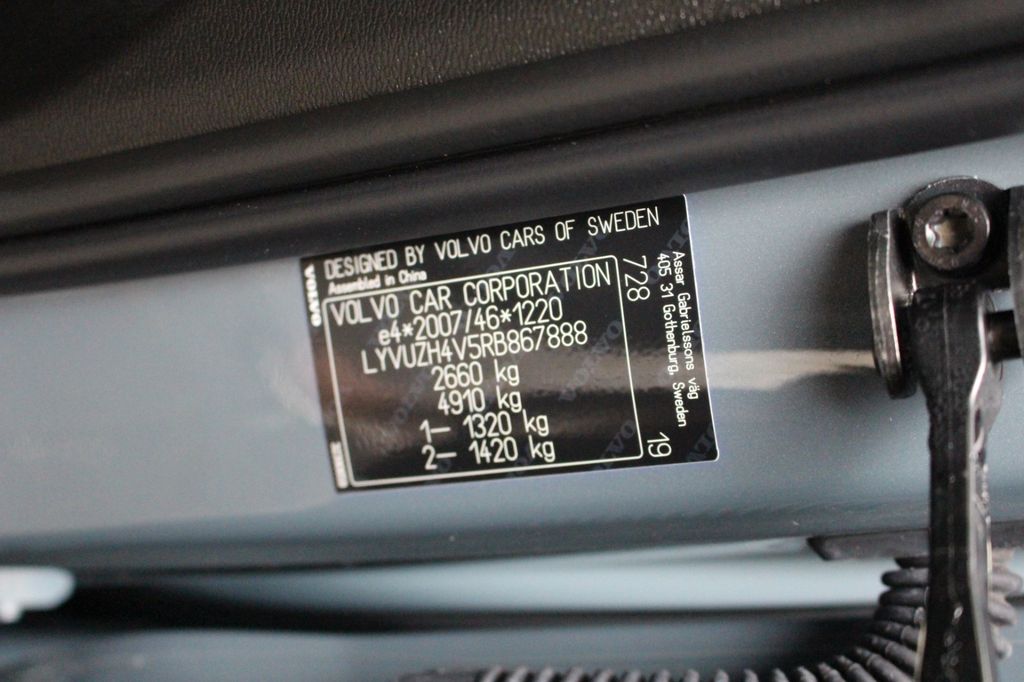 DESIGNED BY VOLVO CARS OF SWEDEN
Assembled in China
VOLVO
VOLVO CAR CORPORATION
e4*2007/46*1220
LYVUZH4V5RB867888
2660 kg
4910 kg
1– 1320 kg
2– 1420 kg
728
19
Assar Gabrielssons väg
405 31 Gothenburg, Sweden